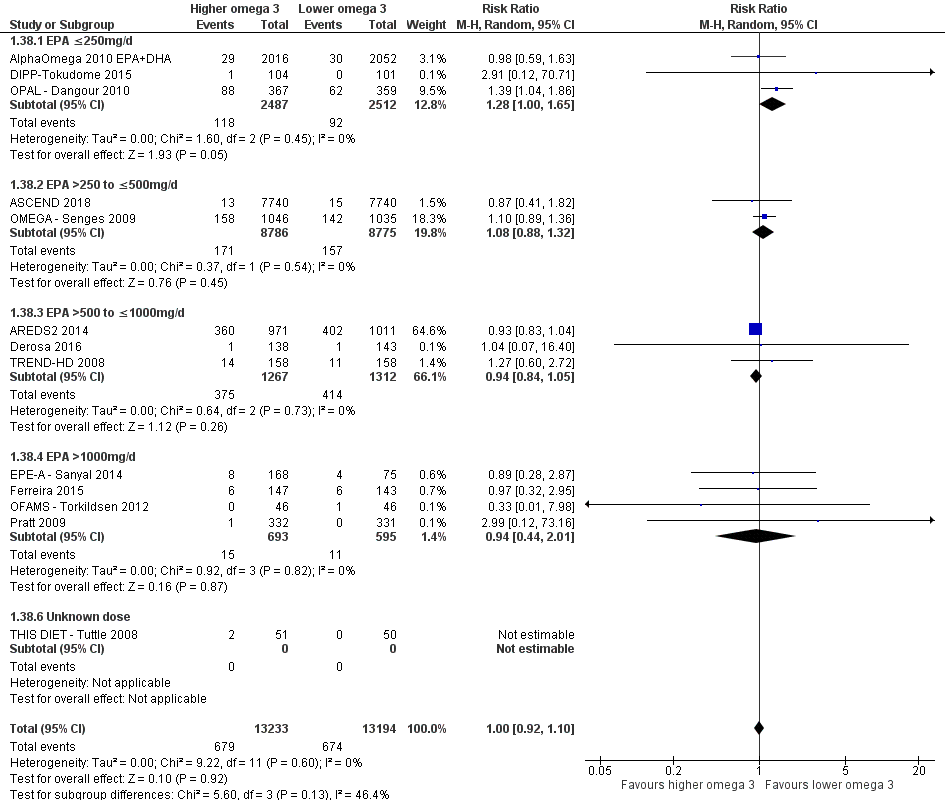 Higher omega 3 Lower omega 3 Risk Ratio Risk Ratio
Study or Subgroup Events Total Events Total Weight M-H, Random, 95% CI M-H, Random, 95% CI
1.38.1 EPA ≤250mg/d
AlphaOmega 2010 EPA+DHA 29 2016 30 2052 3.1% 0.98 [0.59, 1.63]
DIPP-Tokudome 2015 1 104 0 101 0.1% 2.91 [0.12, 70.71]
OPAL - Dangour 2010 88 367 62 359 9.5% 1.39 [1.04, 1.86]
Subtotal (95% CI) 2487 2512 12.8% 1.28 [1.00, 1.65]
Total events 118 92
Heterogeneity: Tau² = 0.00; Chi² = 1.60, df = 2 (P = 0.45); I² = 0%
Test for overall effect: Z = 1.93 (P = 0.05)
1.38.2 EPA >250 to ≤500mg/d
ASCEND 2018 13 7740 15 7740 1.5% 0.87 [0.41, 1.82]
OMEGA - Senges 2009 158 1046 142 1035 18.3% 1.10 [0.89, 1.36]
Subtotal (95% CI) 8786 8775 19.8% 1.08 [0.88, 1.32]
Total events 171 157
Heterogeneity: Tau² = 0.00; Chi² = 0.37, df = 1 (P = 0.54); I² = 0%
Test for overall effect: Z = 0.76 (P = 0.45)
1.38.3 EPA >500 to ≤1000mg/d
AREDS2 2014 360 971 402 1011 64.6% 0.93 [0.83, 1.04]
Derosa 2016 1 138 1 143 0.1% 1.04 [0.07, 16.40]
TREND-HD 2008 14 158 11 158 1.4% 1.27 [0.60, 2.72]
Subtotal (95% CI) 1267 1312 66.1% 0.94 [0.84, 1.05]
Total events 375 414
Heterogeneity: Tau² = 0.00; Chi² = 0.64, df = 2 (P = 0.73); I² = 0%
Test for overall effect: Z = 1.12 (P = 0.26)
1.38.4 EPA >1000mg/d
EPE-A - Sanyal 2014 8 168 4 75 0.6% 0.89 [0.28, 2.87]
Ferreira 2015 6 147 6 143 0.7% 0.97 [0.32, 2.95]
OFAMS - Torkildsen 2012 0 46 1 46 0.1% 0.33 [0.01, 7.98]
Pratt 2009 1 332 0 331 0.1% 2.99 [0.12, 73.16]
Subtotal (95% CI) 693 595 1.4% 0.94 [0.44, 2.01]
Total events 15 11
Heterogeneity: Tau² = 0.00; Chi² = 0.92, df = 3 (P = 0.82); I² = 0%
Test for overall effect: Z = 0.16 (P = 0.87)
1.38.6 Unknown dose
THIS DIET - Tuttle 2008 2 51 0 50 Not estimable
Subtotal (95% CI) 0 0 Not estimable
Total events 0 0
Heterogeneity: Not applicable
Test for overall effect: Not applicable
Total (95% CI) 13233 13194 100.0% 1.00 [0.92, 1.10]
Total events 679 674
Heterogeneity: Tau² = 0.00; Chi² = 9.22, df = 11 (P = 0.60); I² = 0%
Test for overall effect: Z = 0.10 (P = 0.92)
Test for subgroup differences: Chi² = 5.60, df = 3 (P = 0.13), I² = 46.4%
0.05 0.2 1 5 20
Favours higher omega 3 Favours lower omega 3